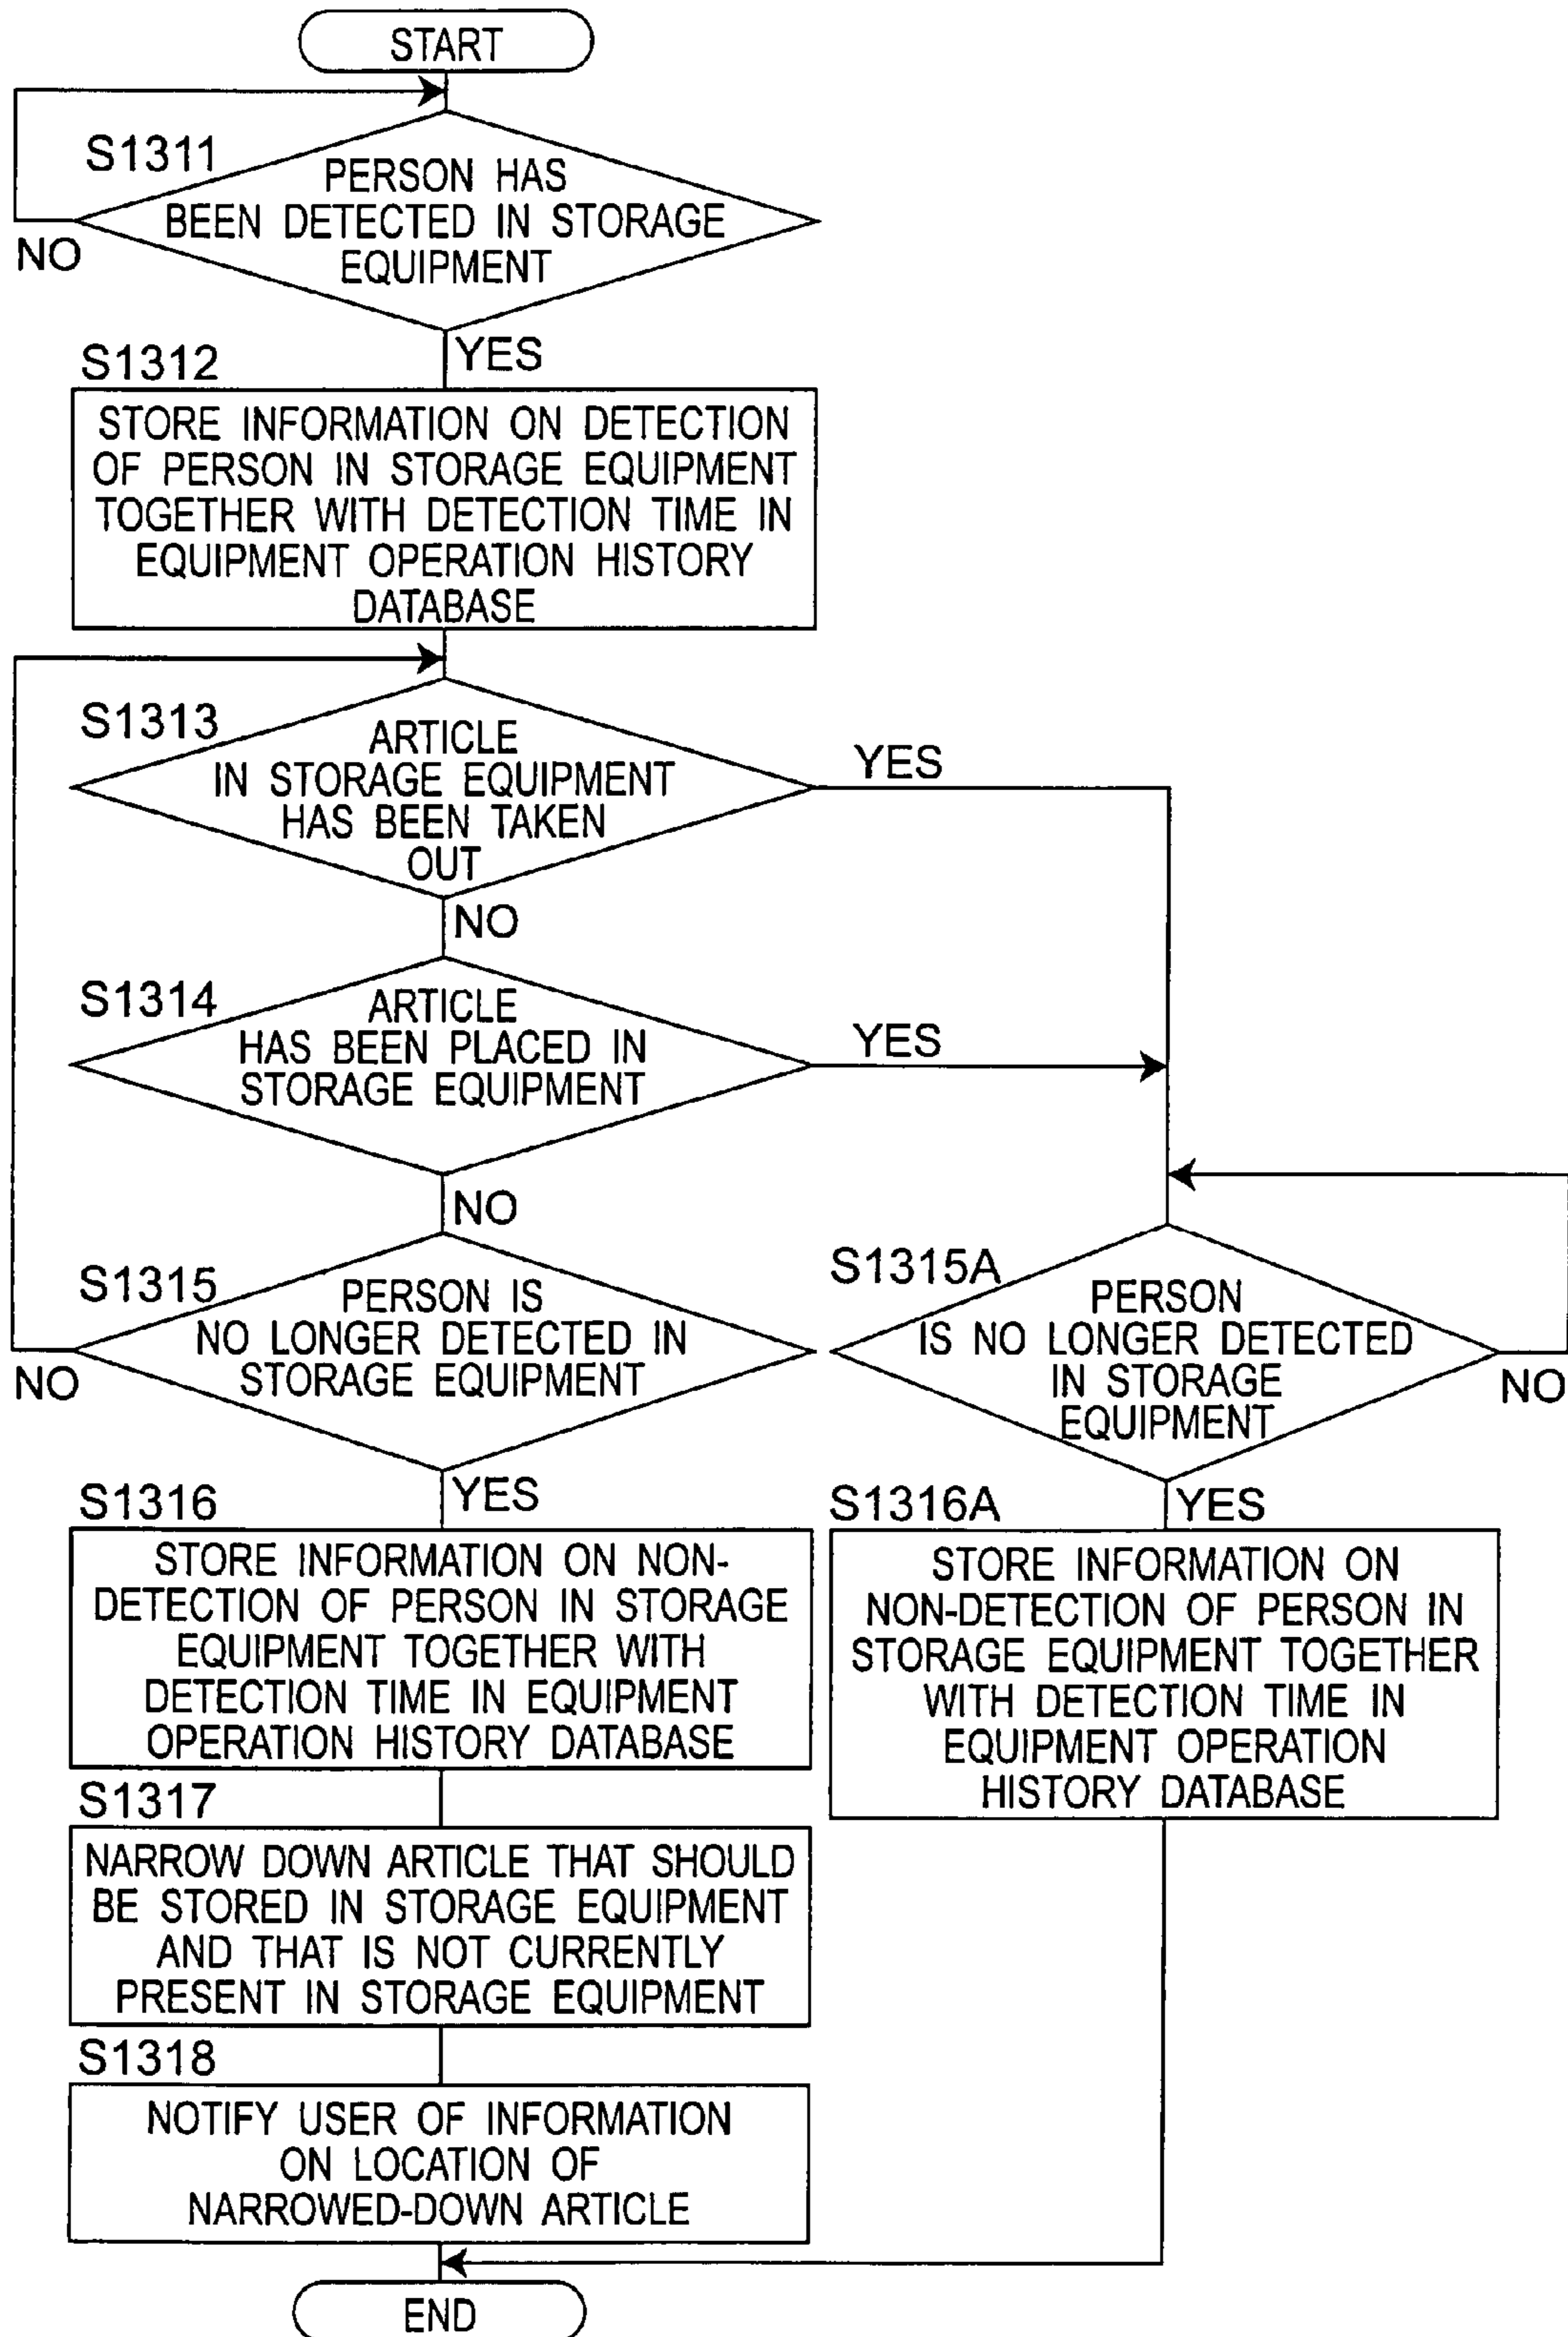 START
S1311
PERSON HAS
BEEN DETECTED IN STORAGE
EQUIPMENT
NO
YES
S1312
STORE INFORMATION ON DETECTION
OF PERSON IN STORAGE EQUIPMENT
TOGETHER WITH DETECTION TIME IN
EQUIPMENT OPERATION HISTORY
DATABASE
S1313
ARTICLE
IN STORAGE EQUIPMENT
HAS BEEN TAKEN
OUT
YES
NO
S1314
ARTICLE
HAS BEEN PLACED IN
STORAGE EQUIPMENT
YES
NO
S1315
PERSON IS
NO LONGER DETECTED IN
STORAGE EQUIPMENT
NO
YES
S1315A
PERSON
IS NO LONGER DETECTED
IN STORAGE
EQUIPMENT
NO
YES
S1316
STORE INFORMATION ON NON-
DETECTION OF PERSON IN STORAGE
EQUIPMENT TOGETHER WITH
DETECTION TIME IN EQUIPMENT
OPERATION HISTORY DATABASE
S1316A
STORE INFORMATION ON
NON-DETECTION OF PERSON IN
STORAGE EQUIPMENT TOGETHER
WITH DETECTION TIME IN
EQUIPMENT OPERATION
HISTORY DATABASE
S1317
NARROW DOWN ARTICLE THAT SHOULD
BE STORED IN STORAGE EQUIPMENT
AND THAT IS NOT CURRENTLY
PRESENT IN STORAGE EQUIPMENT
S1318
NOTIFY USER OF INFORMATION
ON LOCATION OF
NARROWED-DOWN ARTICLE
END